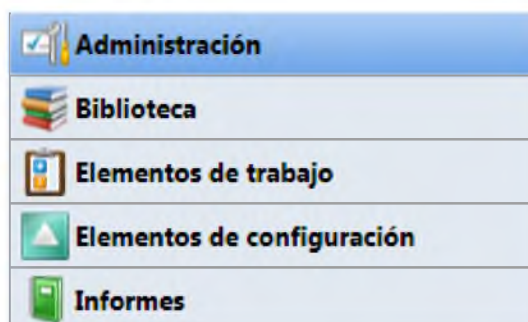 Administración
Biblioteca
Elementos de trabajo
Elementos de configuración
Informes